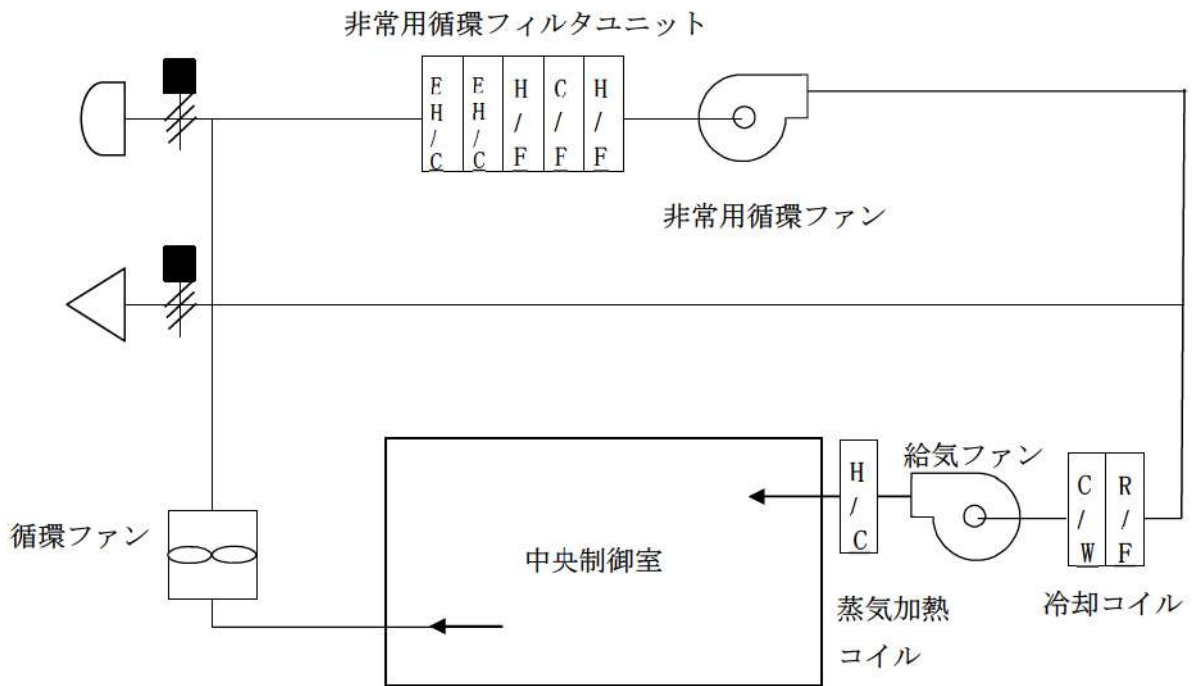 非常用循環フィルタユニット
EH/C
EH/C
H/F
C/F
H/F
非常用循環ファン
給気ファン
H/C
C/W
R/F
循環ファン
中央制御室
蒸気加熱
コイル
冷却コイル